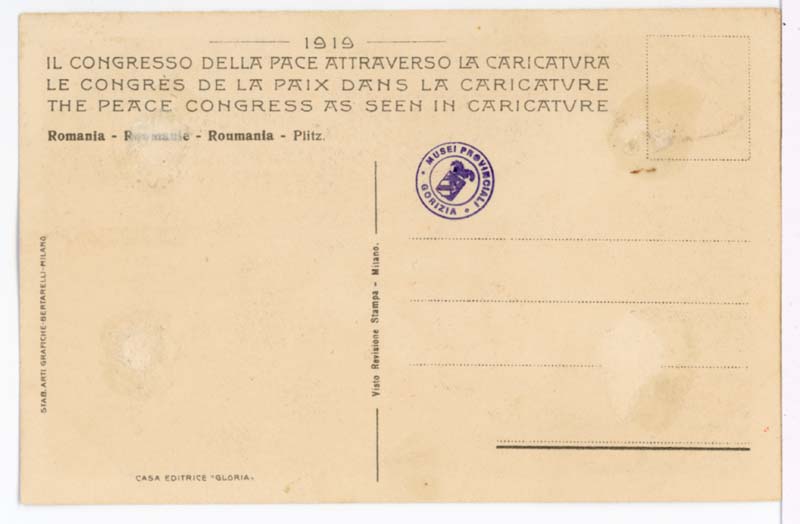 1919
IL CONGRESSO DELLA PACE ATTRAVERSO LA CARICATURA
LE CONGRÈS DE LA PAIX DANS LA CARICATURE
THE PEACE CONGRESS AS SEEN IN CARICATURE
Romania - Roumanie - Roumania - Plitz.
MUSEI PROVINCIALI
GORIZIA
STAB. ARTI GRAFICHE-BERTARELLI-MILANO
Visto Revisione Stampa - Milano.
CASA EDITRICE "GLORIA"